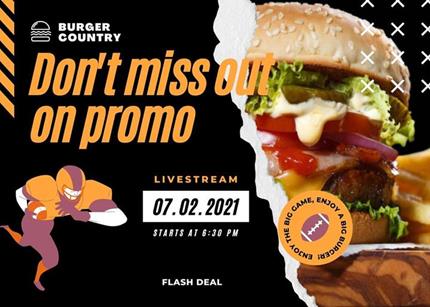 BURGER
COUNTRY
Don't miss out
on promo
LIVESTREAM
07.02.2021
STARTS AT 6:30 PM
ENJOY THE BIG GAME, ENJOY A BIG BURGER!
FLASH DEAL